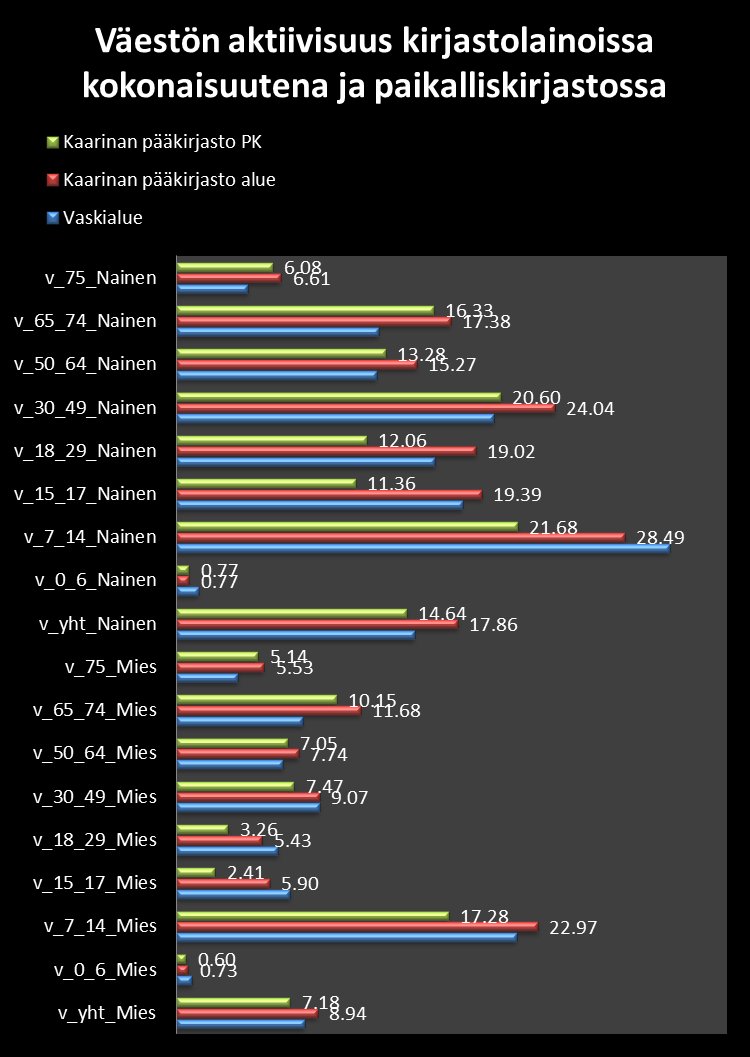 Väestön aktiivisuus kirjastolainoissa
kokonaisuutena ja paikalliskirjastossa
Kaarinan pääkirjasto PK
Kaarinan pääkirjasto alue
Vaskialue
v_75_Nainen
6.08
6.61
v_65_74_Nainen
16.33
17.38
v_50_64_Nainen
13.28
15.27
v_30_49_Nainen
20.60
24.04
v_18_29_Nainen
12.06
19.02
v_15_17_Nainen
11.36
19.39
v_7_14_Nainen
21.68
28.49
v_0_6_Nainen
0.77
0.77
v_yht_Nainen
14.64
17.86
v_75_Mies
5.14
5.53
v_65_74_Mies
10.15
11.68
v_50_64_Mies
7.05
7.74
v_30_49_Mies
7.47
9.07
v_18_29_Mies
3.26
5.43
v_15_17_Mies
2.41
5.90
v_7_14_Mies
17.28
22.97
v_0_6_Mies
0.60
0.73
v_yht_Mies
7.18
8.94